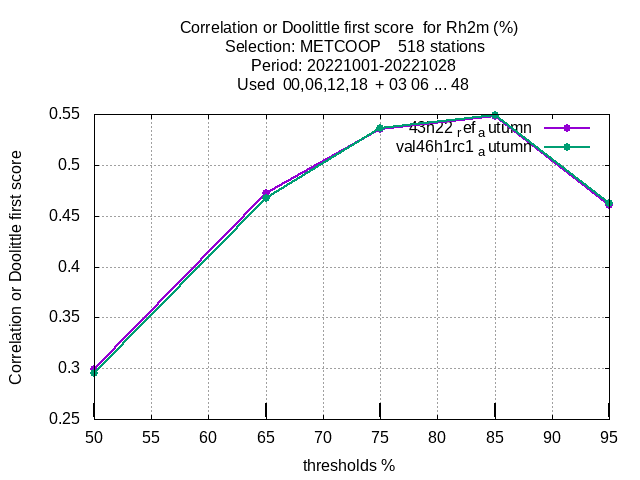 Correlation or Doolittle first score for Rh2m (%)
Selection: METCOOP 518 stations
Period: 20221001-20221028
Used 00,06,12,18 + 03 06 ... 48
Correlation or Doolittle first score
0.55
0.5
0.45
0.4
0.35
0.3
0.25
43h22 ref a utumn
val46h1rc1 a utumn
50 55 60 65 70 75 80 85 90 95
thresholds %